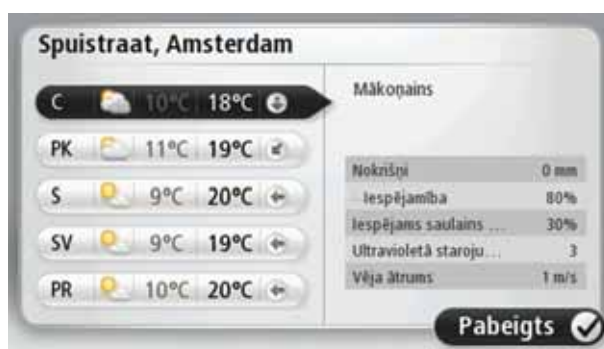 Spuistraat, Amsterdam
C 10°C 18°C
PK 11°C 19°C
S 9°C 20°C
SV 9°C 19°C
PR 10°C 20°C
Mākoņains
Nokrišņi 0 mm
Iespējamība 80%
Iespējams saulains ... 30%
Ultravioletā staroju... 3
Vēja ātrums 1 m/s
Pabeigts